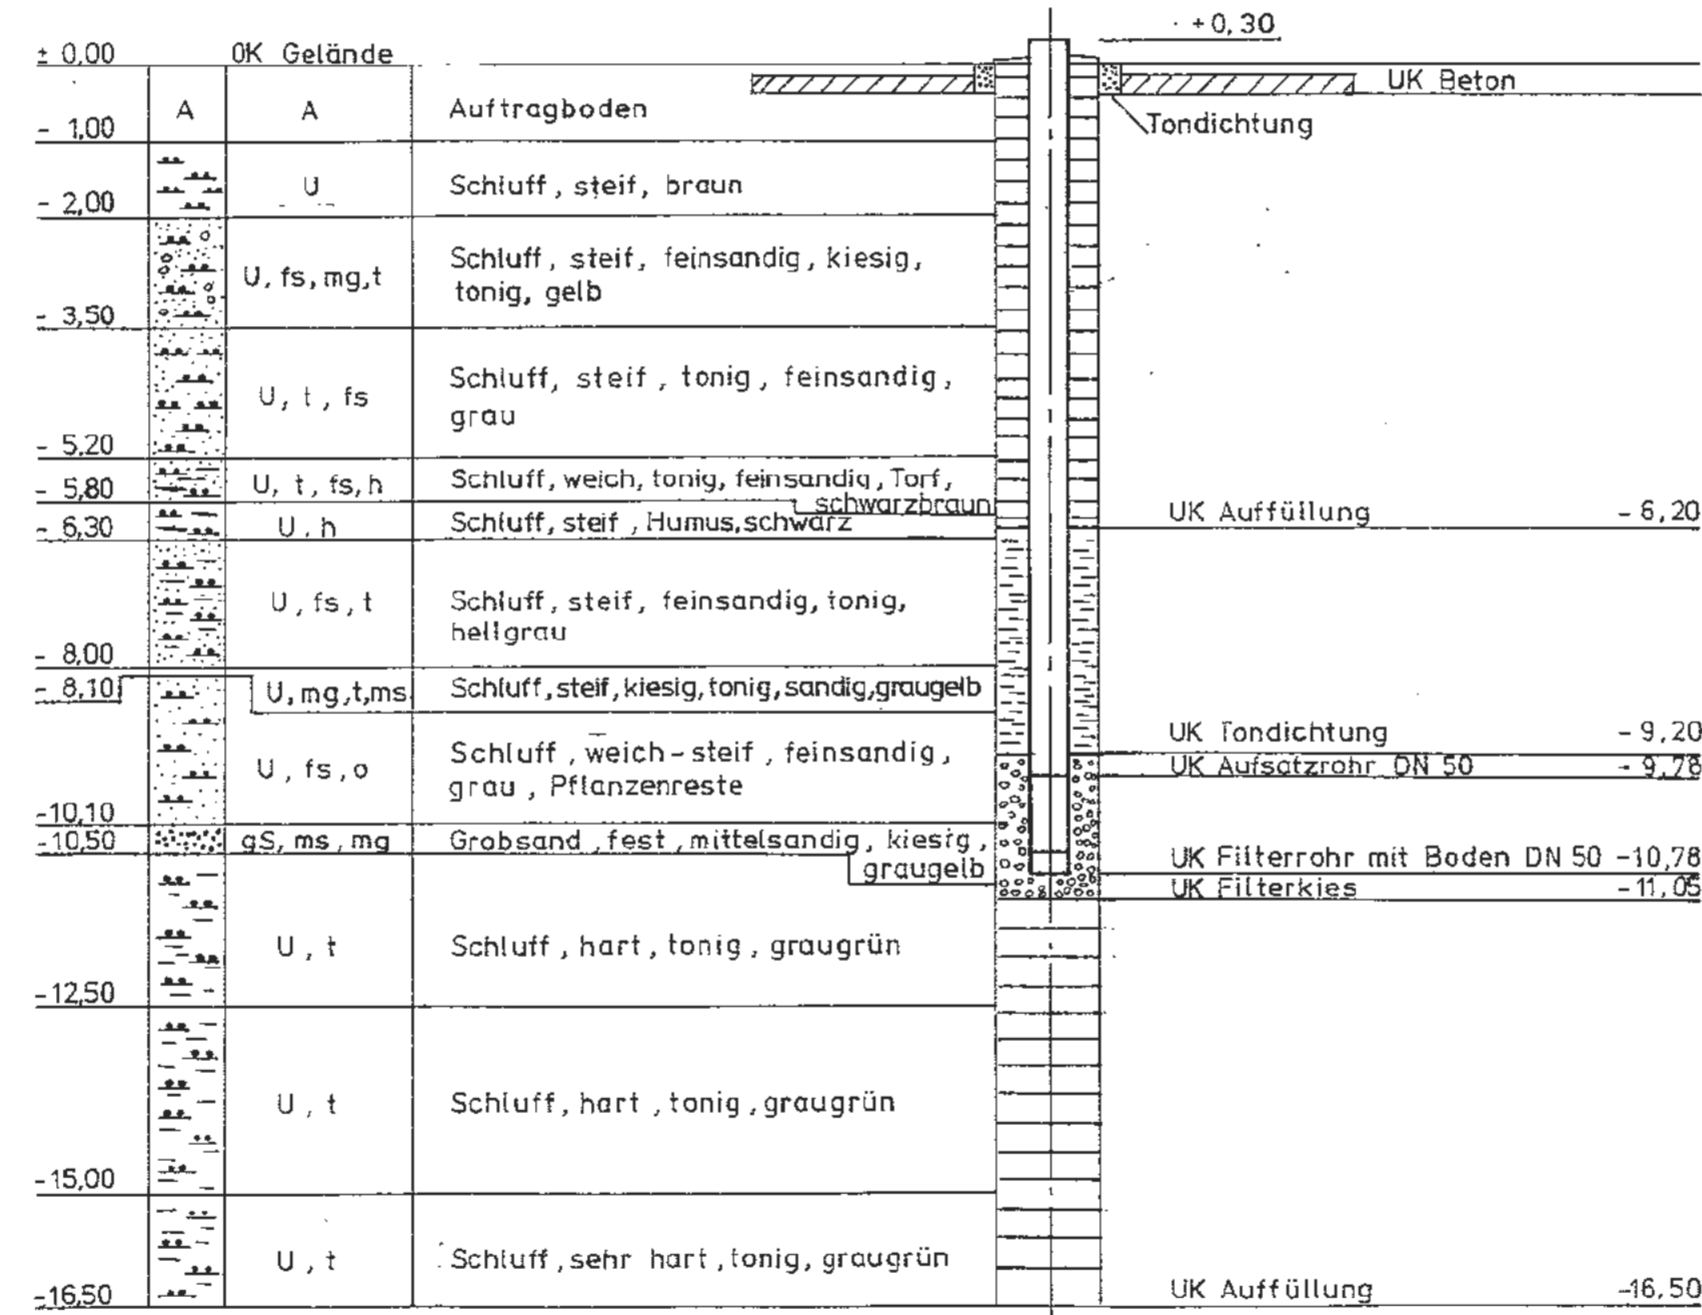 +0,30
± 0,00 OK Gelände
UK Beton
A A Auftragboden
Tondichtung
- 1,00
U Schluff, steif, braun
- 2,00
U, fs, mg, t Schluff, steif, feinsandig, kiesig,
tonig, gelb
- 3,50
U, t, fs Schluff, steif, tonig, feinsandig,
grau
- 5,20
U, t, fs, h Schluff, weich, tonig, feinsandig, Torf,
- 5,80
schwarzbraun
UK Auffüllung - 6,20
U, h Schluff, steif, Humus, schwarz
- 6,30
U, fs, t Schluff, steif, feinsandig, tonig,
hellgrau
- 8,00
- 8,10 U, mg, t, ms Schluff, steif, kiesig, tonig, sandig, graugelb
UK Tondichtung - 9,20
U, fs, o Schluff, weich-steif, feinsandig,
UK Aufsatzrohr DN 50 - 9,78
grau, Pflanzenreste
-10,10
-10,50 gS, ms, mg Grobsand, fest, mittelsandig, kiesig,
graugelb
UK Filterrohr mit Boden DN 50 -10,78
UK Filterkies -11,05
U, t Schluff, hart, tonig, graugrün
-12,50
U, t Schluff, hart, tonig, graugrün
-15,00
U, t Schluff, sehr hart, tonig, graugrün
-16,50
UK Auffüllung -16,50